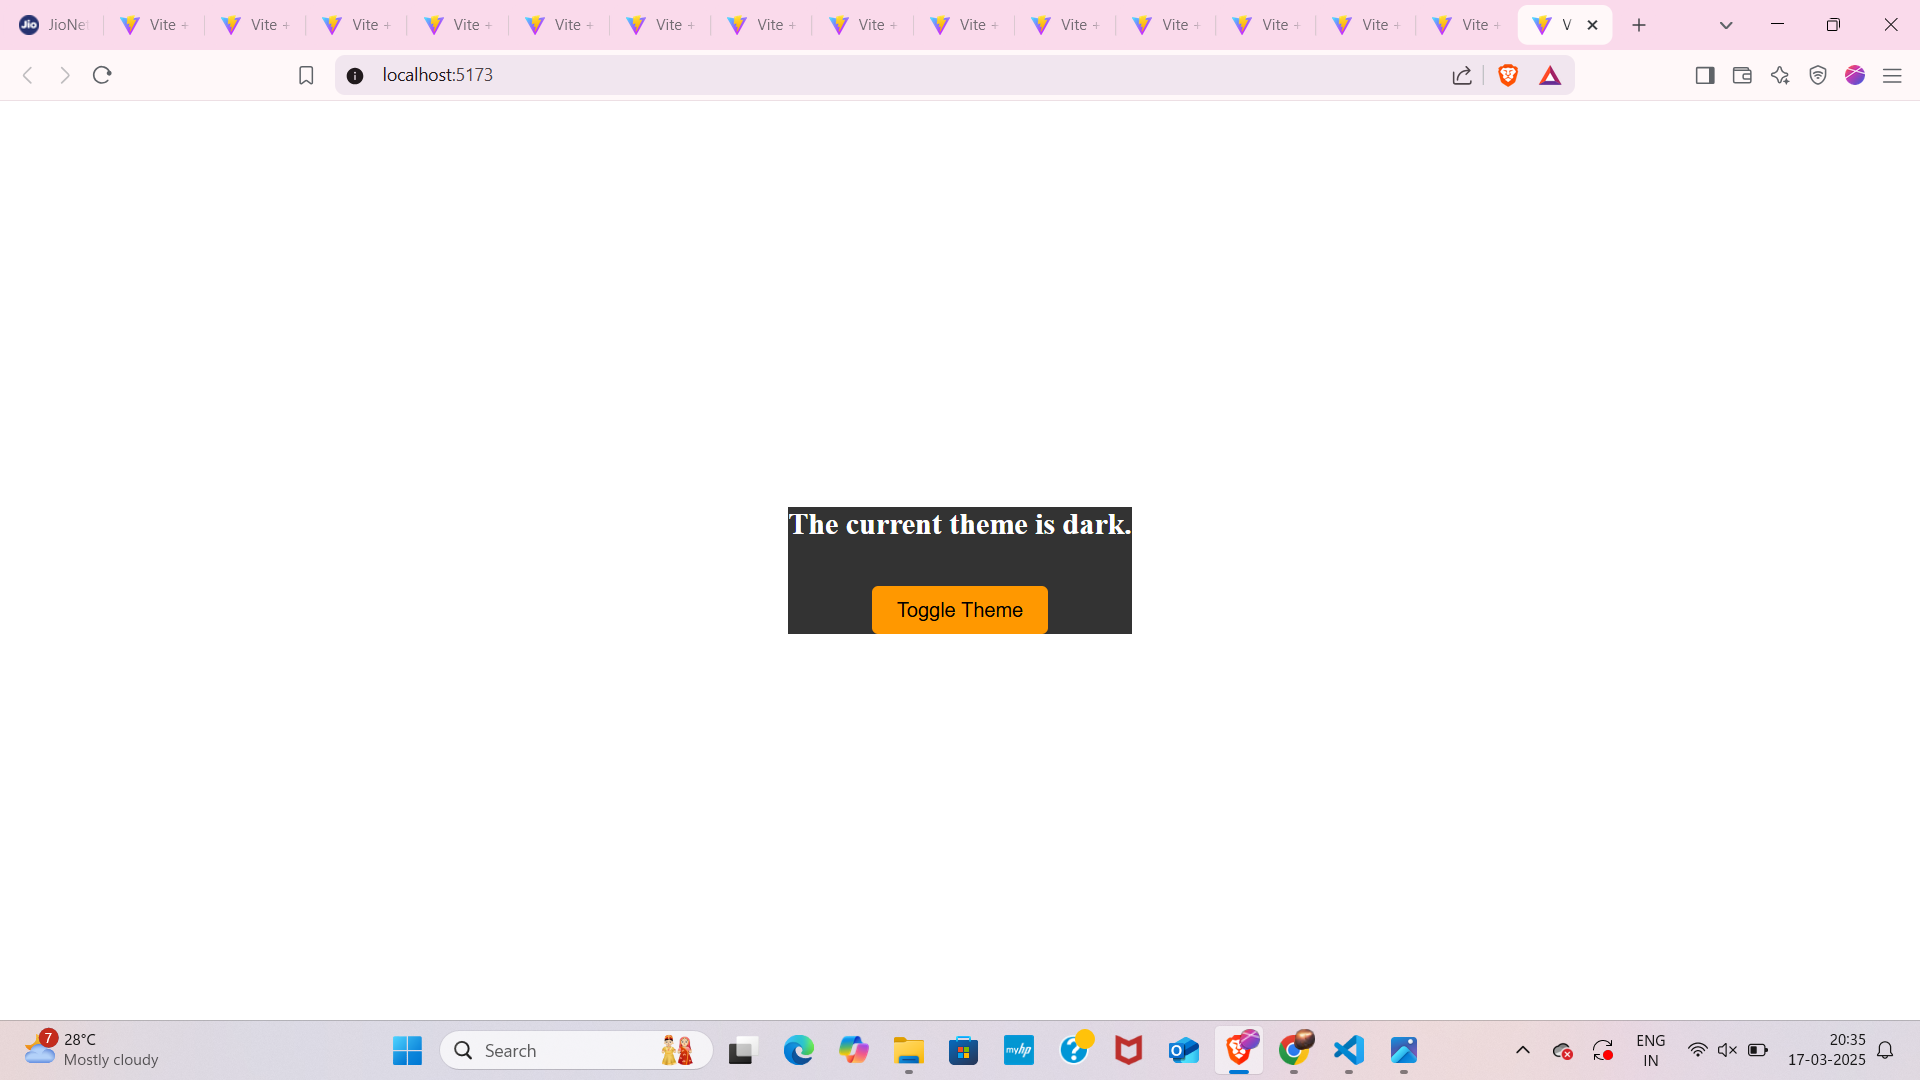 JioNe
Vite +
Vite +
Vite +
Vite +
Vite +
Vite +
Vite +
Vite +
Vite +
Vite +
Vite +
Vite +
Vite +
Vite +
V
localhost:5173
The current theme is dark.
Toggle Theme
7
28°C
Mostly cloudy
Search
myhp
ENG
IN
20:35
17-03-2025